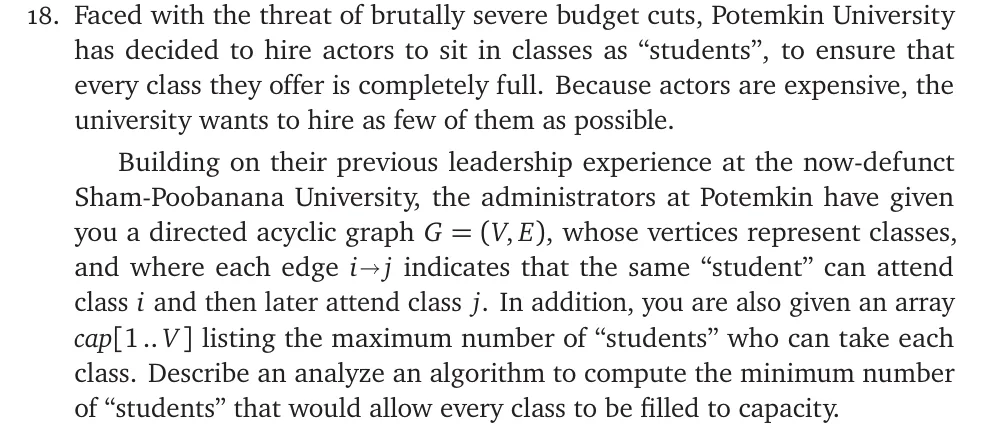 18. Faced with the threat of brutally severe budget cuts, Potemkin University
has decided to hire actors to sit in classes as “students”, to ensure that
every class they offer is completely full. Because actors are expensive, the
university wants to hire as few of them as possible.
Building on their previous leadership experience at the now-defunct
Sham-Poobanana University, the administrators at Potemkin have given
you a directed acyclic graph G = (V, E), whose vertices represent classes,
and where each edge i→j indicates that the same “student” can attend
class i and then later attend class j. In addition, you are also given an array
cap[1 .. V] listing the maximum number of “students” who can take each
class. Describe an analyze an algorithm to compute the minimum number
of “students” that would allow every class to be filled to capacity.